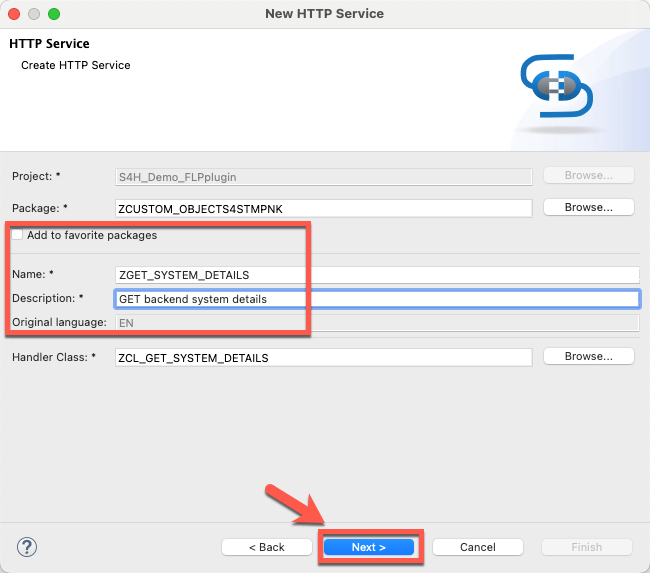 New HTTP Service
HTTP Service
Create HTTP Service
Project: * S4H_Demo_FLPplugin Browse...
Package: * ZCUSTOM_OBJECTS4STMPNK Browse...
Add to favorite packages
Name: * ZGET_SYSTEM_DETAILS
Description: * GET backend system details
Original language: EN
Handler Class: * ZCL_GET_SYSTEM_DETAILS Browse...
? < Back Next > Cancel Finish